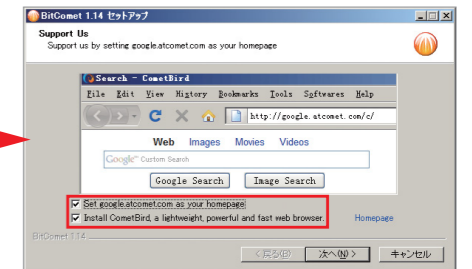 BitComet 1.14 セットアップ
Support Us
Support us by setting google.atcomet.com as your homepage
Search - CometBird
File Edit View History Bookmarks Tools Softwares Help
http://google.atcomet.com/c/
Web Images Movies Videos
Google™ Custom Search
Google Search Image Search
Set google.atcomet.com as your homepage
Install CometBird, a lightweight, powerful and fast web browser. Homepage
BitComet 1.14
< 戻る(B) 次へ(N) > キャンセル